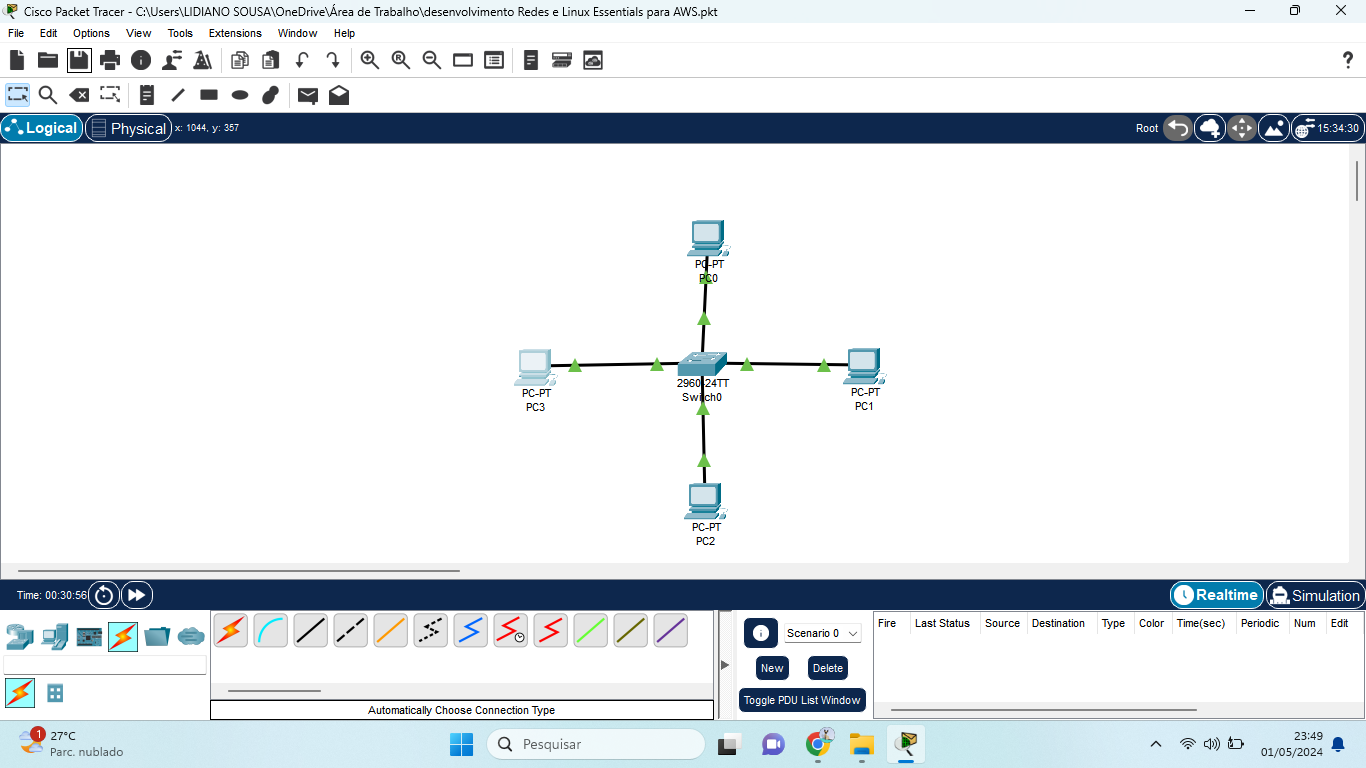 Cisco Packet Tracer - C:\Users\LIDIANO SOUSA\OneDrive\Área de Trabalho\desenvolvimento Redes e Linux Essentials para AWS.pkt
File Edit Options View Tools Extensions Window Help
Logical Physical x: 1044, y: 357 Root 15:34:30
PC-PT
PC0
PC-PT
PC3
2960-24TT
Switch0
PC-PT
PC1
PC-PT
PC2
Time: 00:30:56 Realtime Simulation
Scenario 0
New Delete
Toggle PDU List Window
Fire Last Status Source Destination Type Color Time(sec) Periodic Num Edit
Automatically Choose Connection Type
1
27°C
Parc. nublado
Pesquisar
23:49
01/05/2024